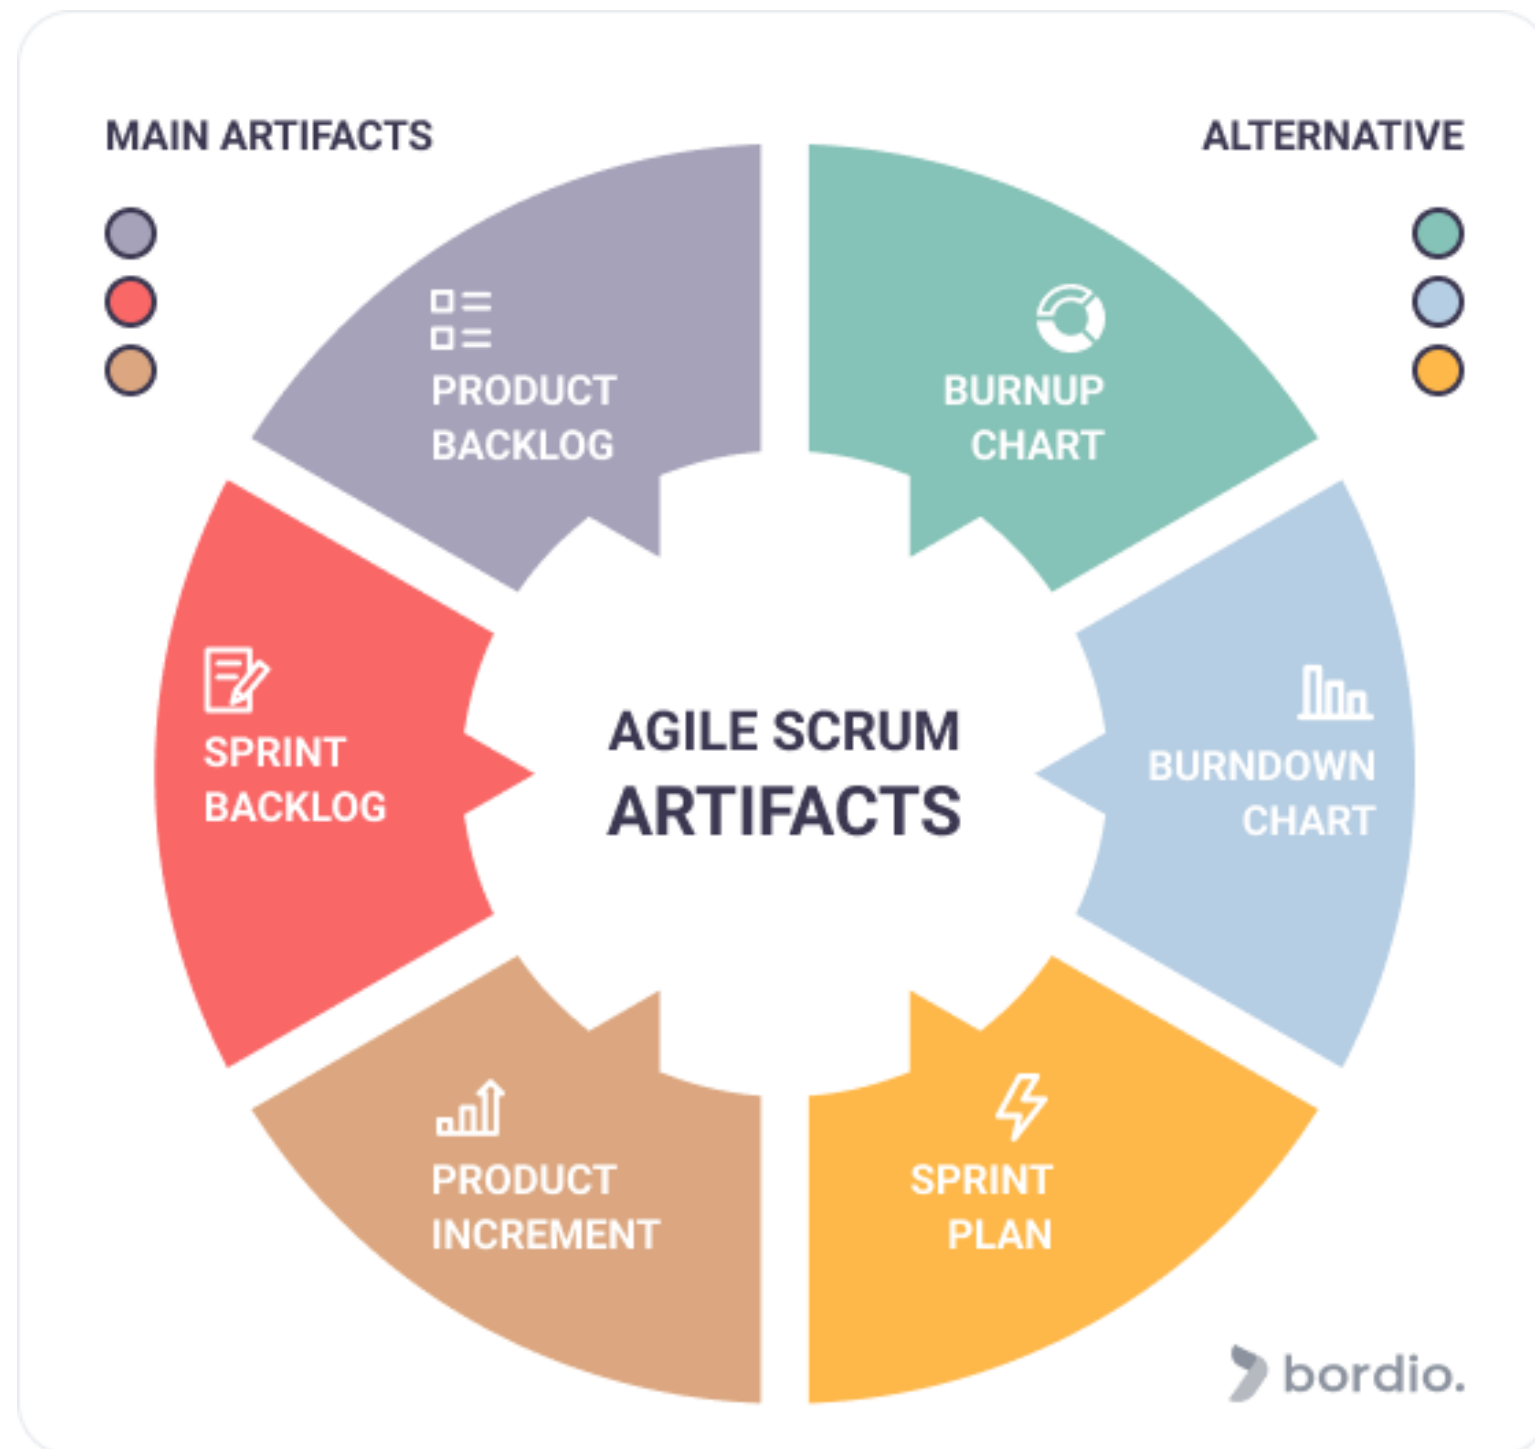 MAIN ARTIFACTS
ALTERNATIVE
PRODUCT
BACKLOG
BURNUP
CHART
SPRINT
BACKLOG
AGILE SCRUM
ARTIFACTS
BURNDOWN
CHART
PRODUCT
INCREMENT
SPRINT
PLAN
bordio.